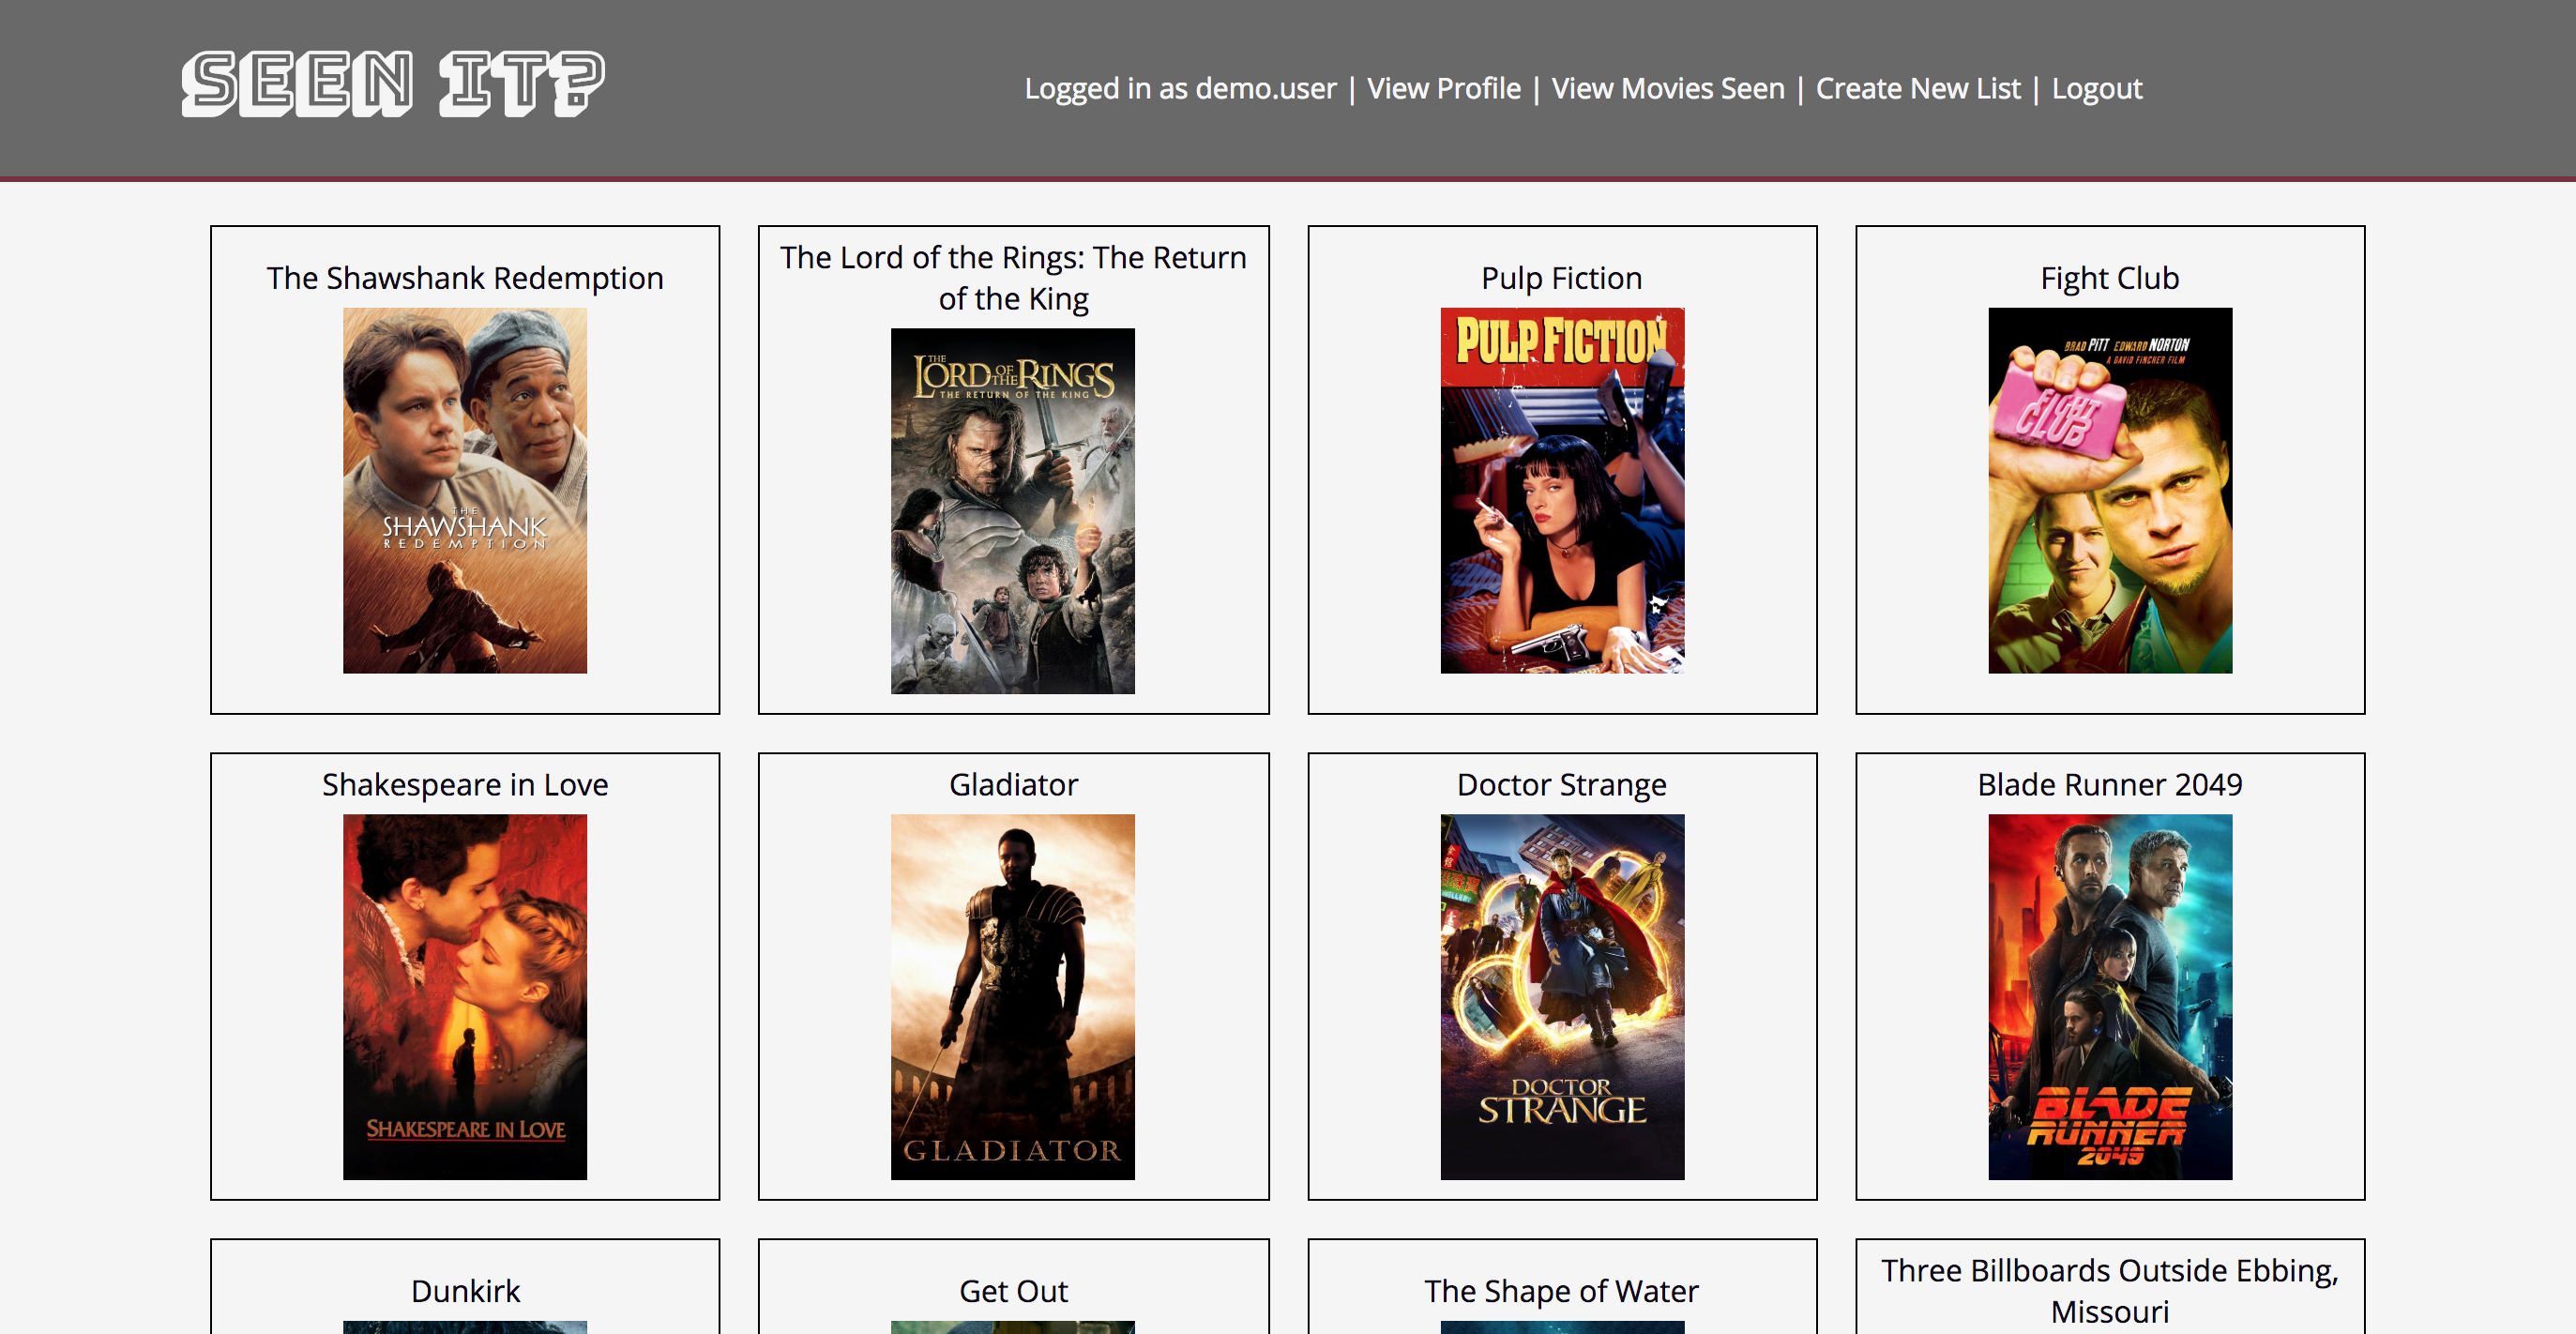 SEEN IT?
Logged in as demo.user | View Profile | View Movies Seen | Create New List | Logout
The Shawshank Redemption
THE
SHAWSHANK
REDEMPTION
The Lord of the Rings: The Return
of the King
THE
LORD OF THE RINGS
THE RETURN OF THE KING
Pulp Fiction
PULP FICTION
Fight Club
BRAD PITT EDWARD NORTON
A DAVID FINCHER FILM
FIGHT
CLUB
Shakespeare in Love
SHAKESPEARE IN LOVE
Gladiator
GLADIATOR
Doctor Strange
DOCTOR
STRANGE
Blade Runner 2049
BLADE
RUNNER
2049
Dunkirk
Get Out
The Shape of Water
Three Billboards Outside Ebbing,
Missouri